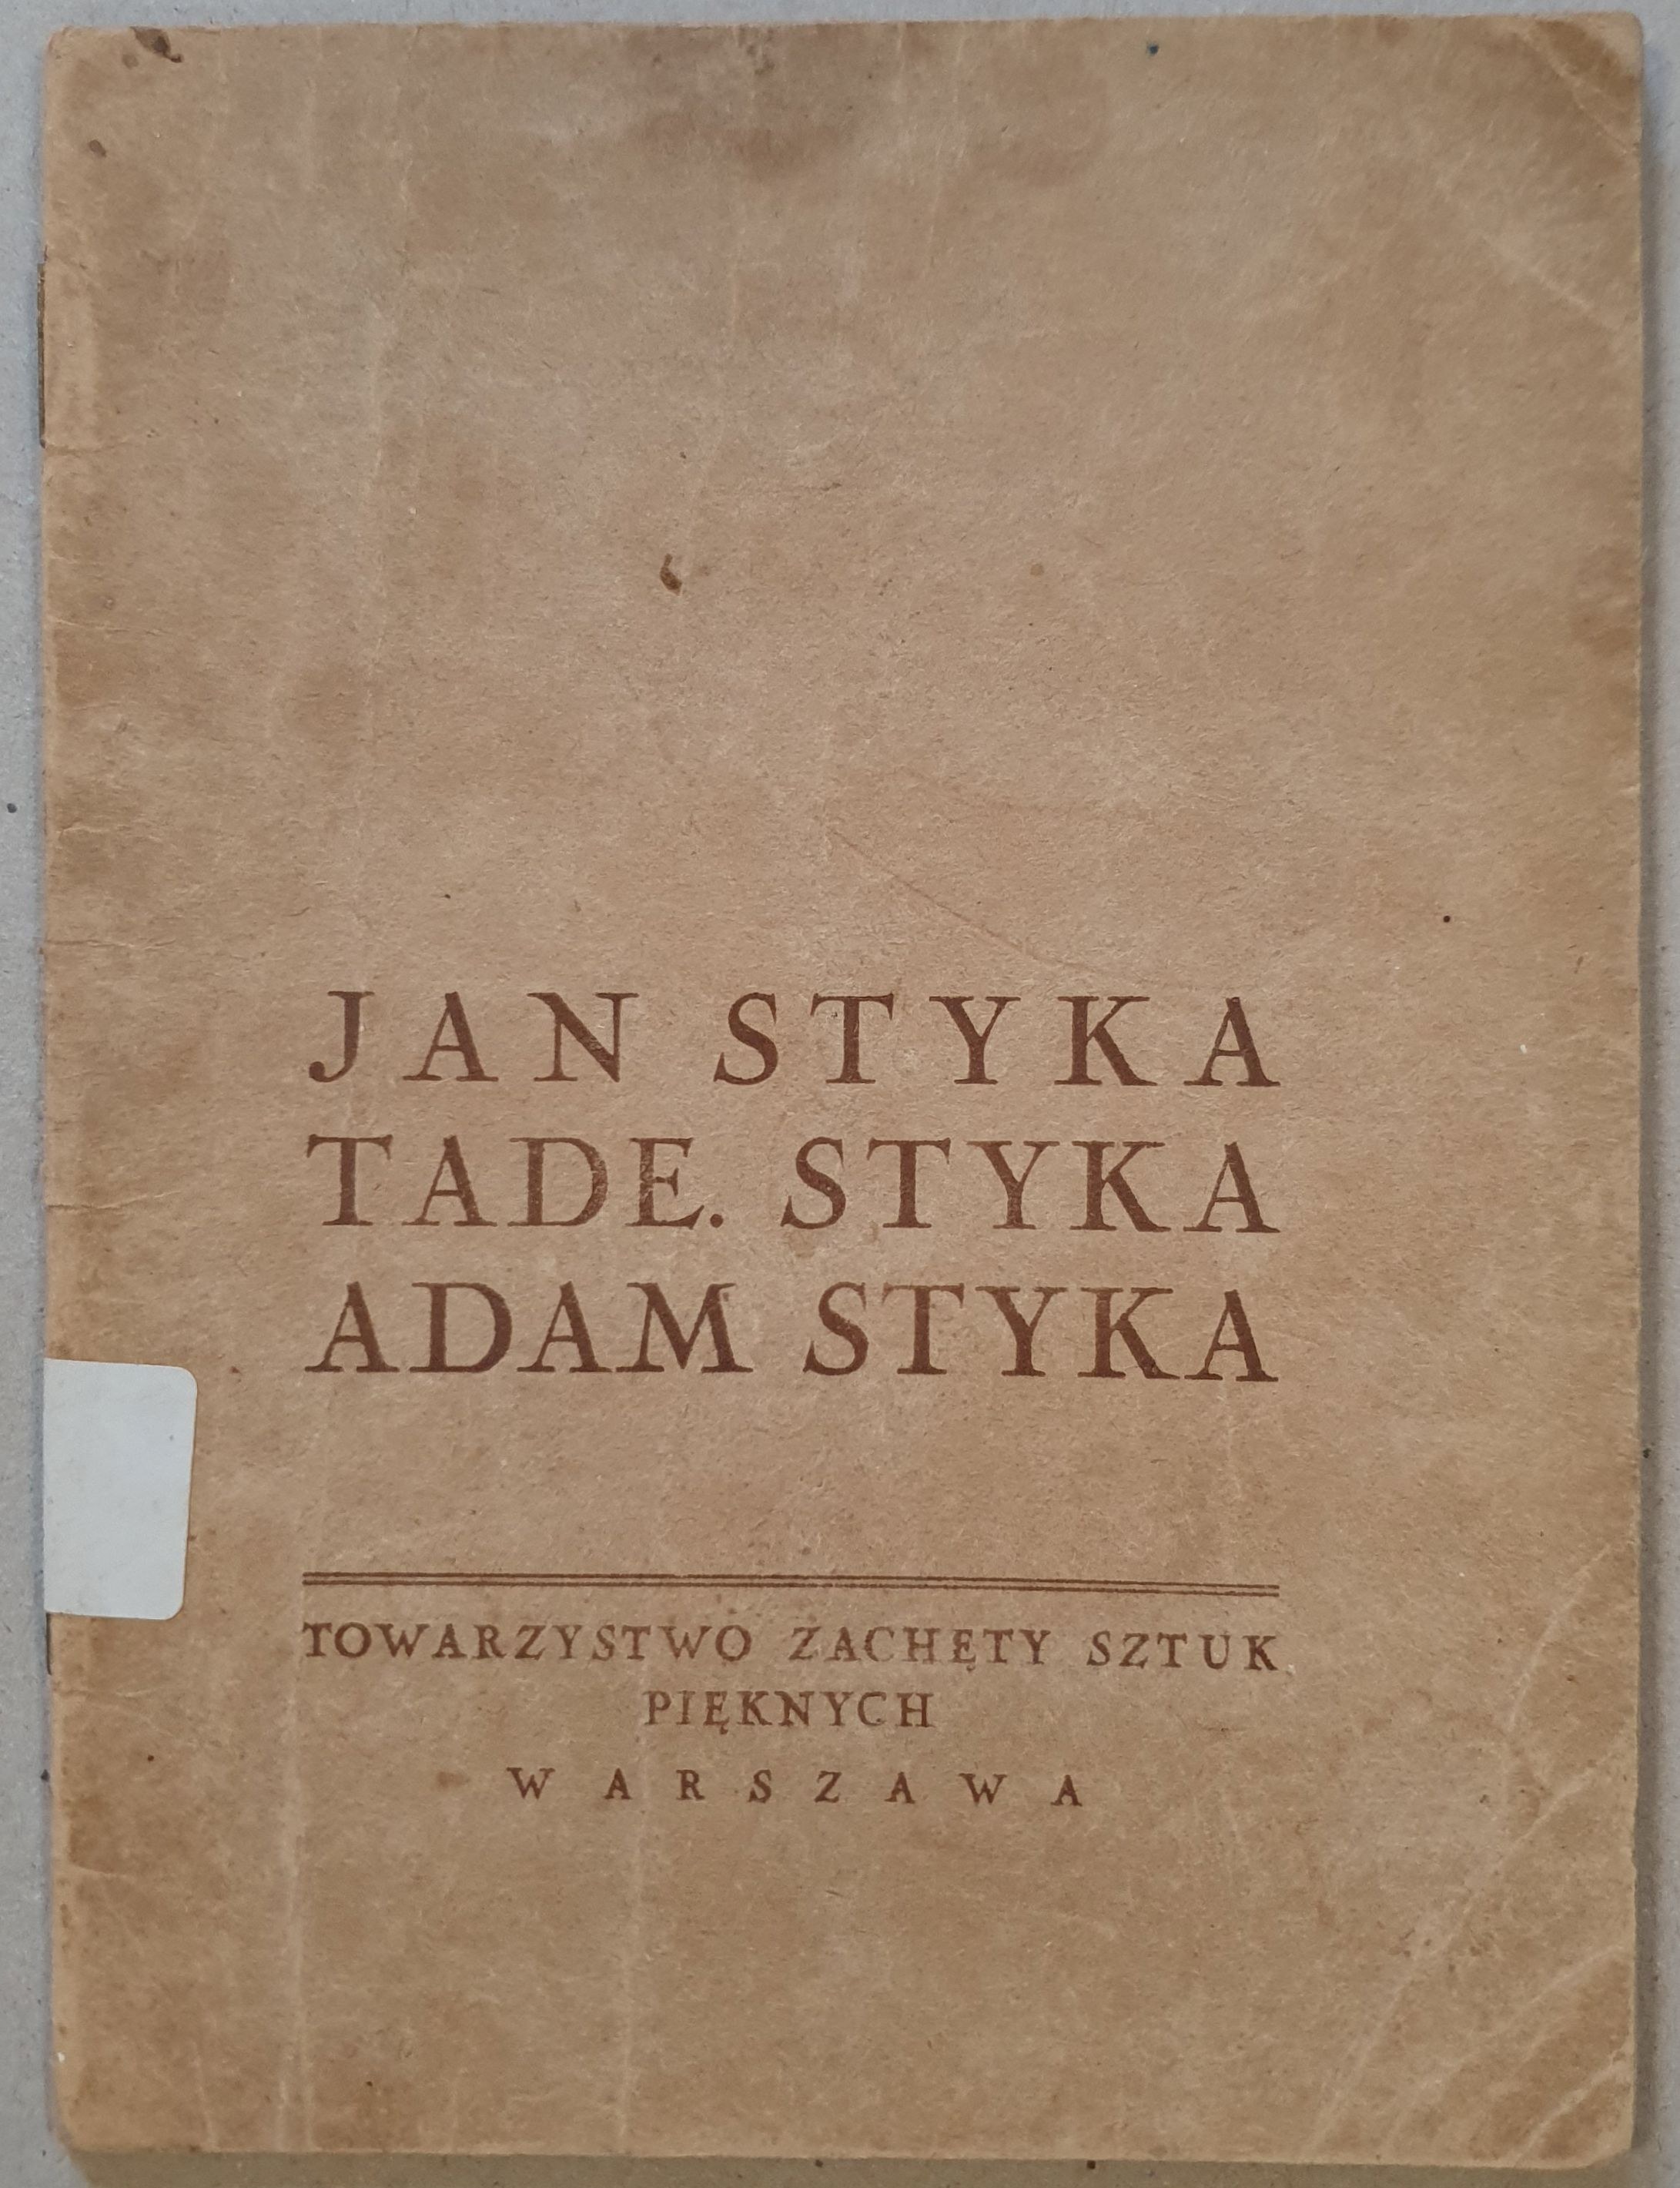 JAN STYKA
TADE. STYKA
ADAM STYKA
TOWARZYSTWO ZACHĘTY SZTUK
PIĘKNYCH
WARSZAWA